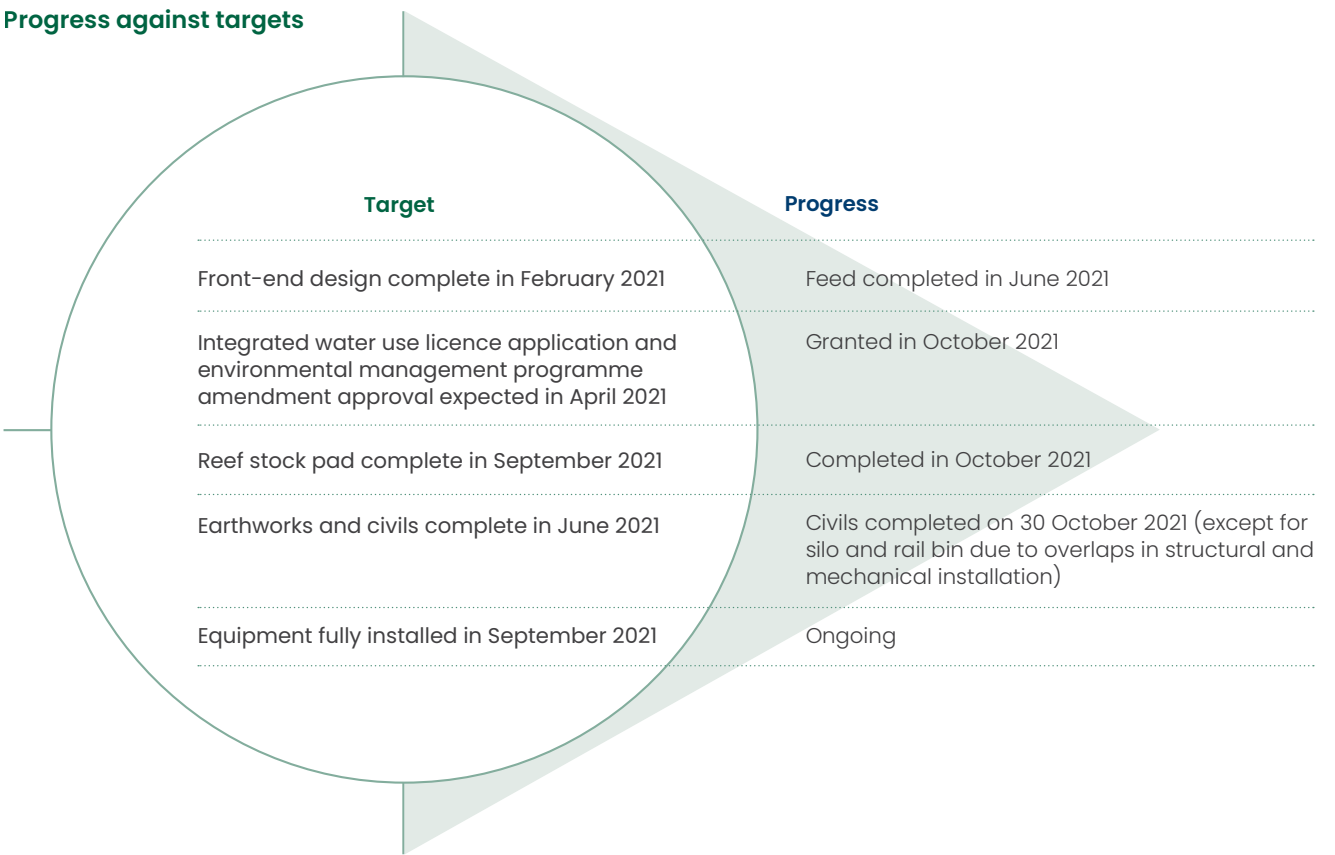 Progress against targets
Target
Progress
Front-end design complete in February 2021
Feed completed in June 2021
Integrated water use licence application and
environmental management programme
amendment approval expected in April 2021
Granted in October 2021
Reef stock pad complete in September 2021
Completed in October 2021
Earthworks and civils complete in June 2021
Civils completed on 30 October 2021 (except for
silo and rail bin due to overlaps in structural and
mechanical installation)
Equipment fully installed in September 2021
Ongoing